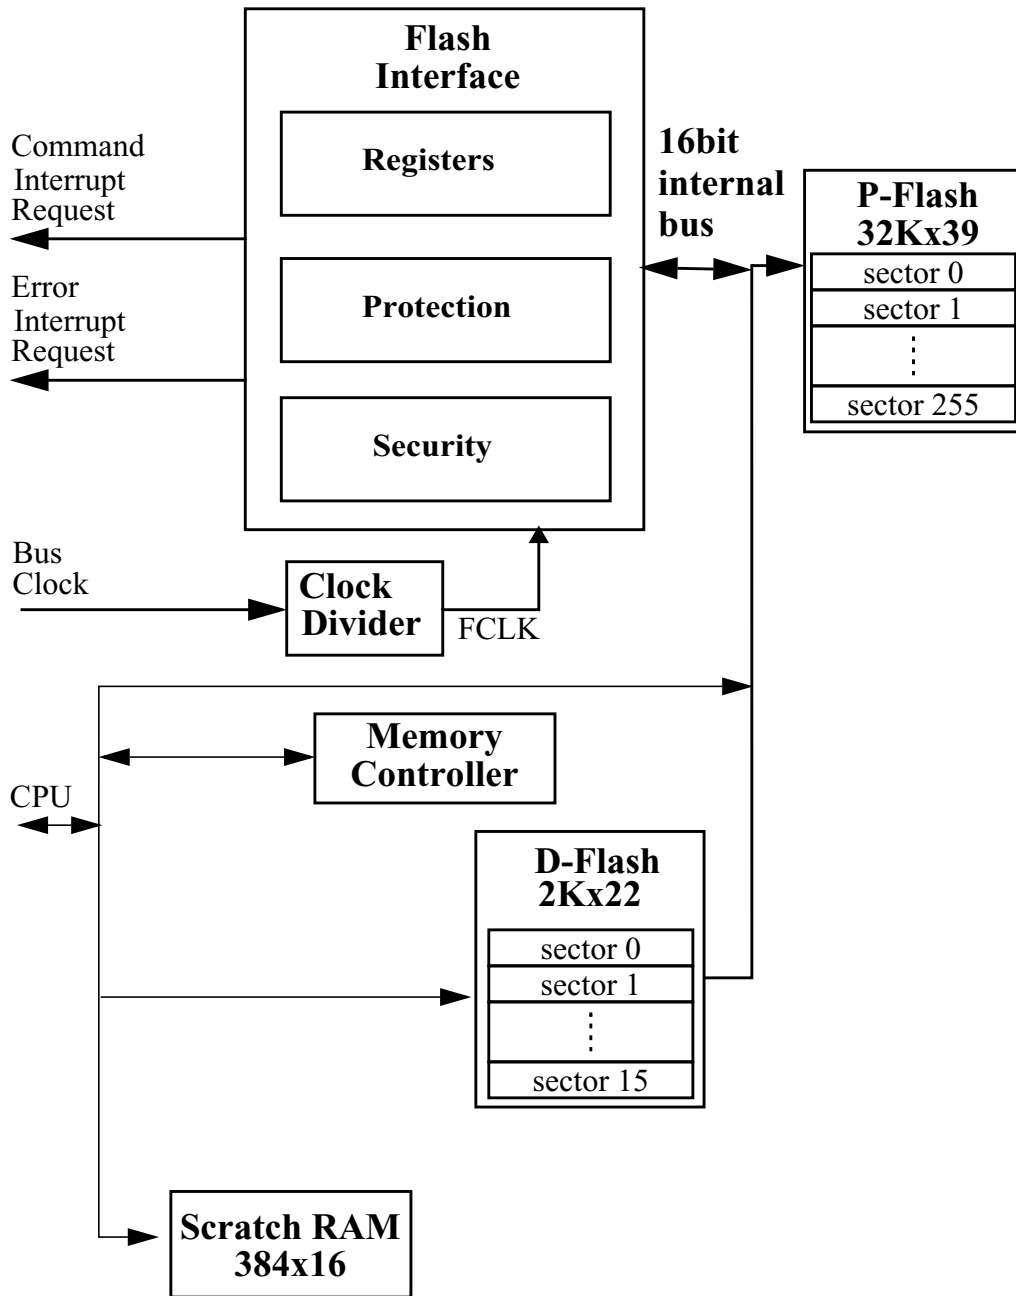 Flash
Interface
Registers
Protection
Security
Command
Interrupt
Request
Error
Interrupt
Request
16bit
internal
bus
P-Flash
32Kx39
sector 0
sector 1
sector 255
Bus
Clock
Clock
Divider
FCLK
Memory
Controller
CPU
D-Flash
2Kx22
sector 0
sector 1
sector 15
Scratch RAM
384x16